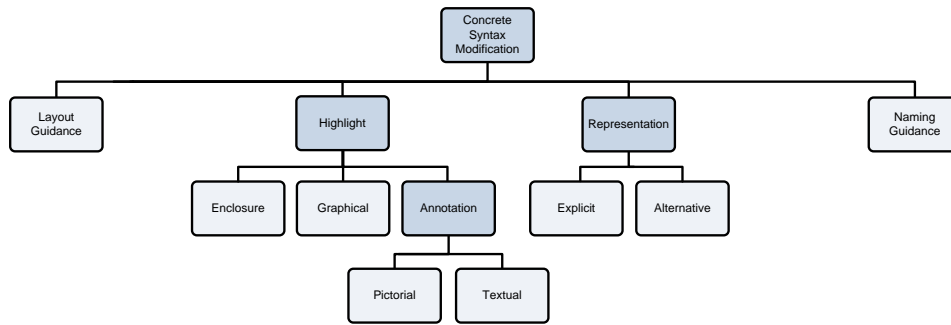 Concrete
Syntax
Modification
Layout
Guidance
Highlight
Representation
Naming
Guidance
Enclosure
Graphical
Annotation
Explicit
Alternative
Pictorial
Textual